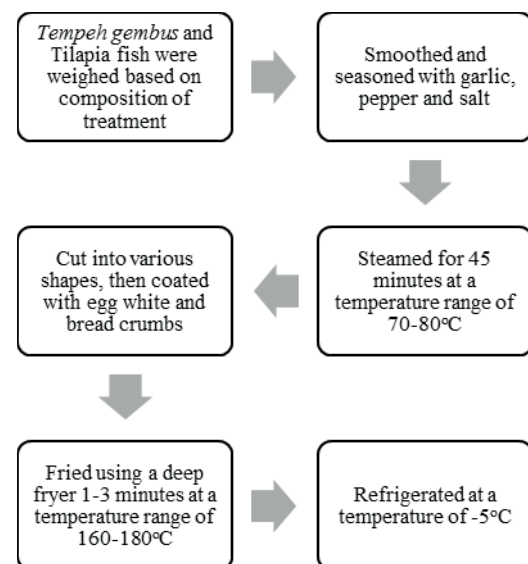 Tempeh gembus and
Tilapia fish were
weighed based on
composition of
treatment
Smoothed and
seasoned with garlic,
pepper and salt
Steamed for 45
minutes at a
temperature range of
70-80°C
Cut into various
shapes, then coated
with egg white and
bread crumbs
Fried using a deep
fryer 1-3 minutes at a
temperature range of
160-180°C
Refrigerated at a
temperature of -5°C